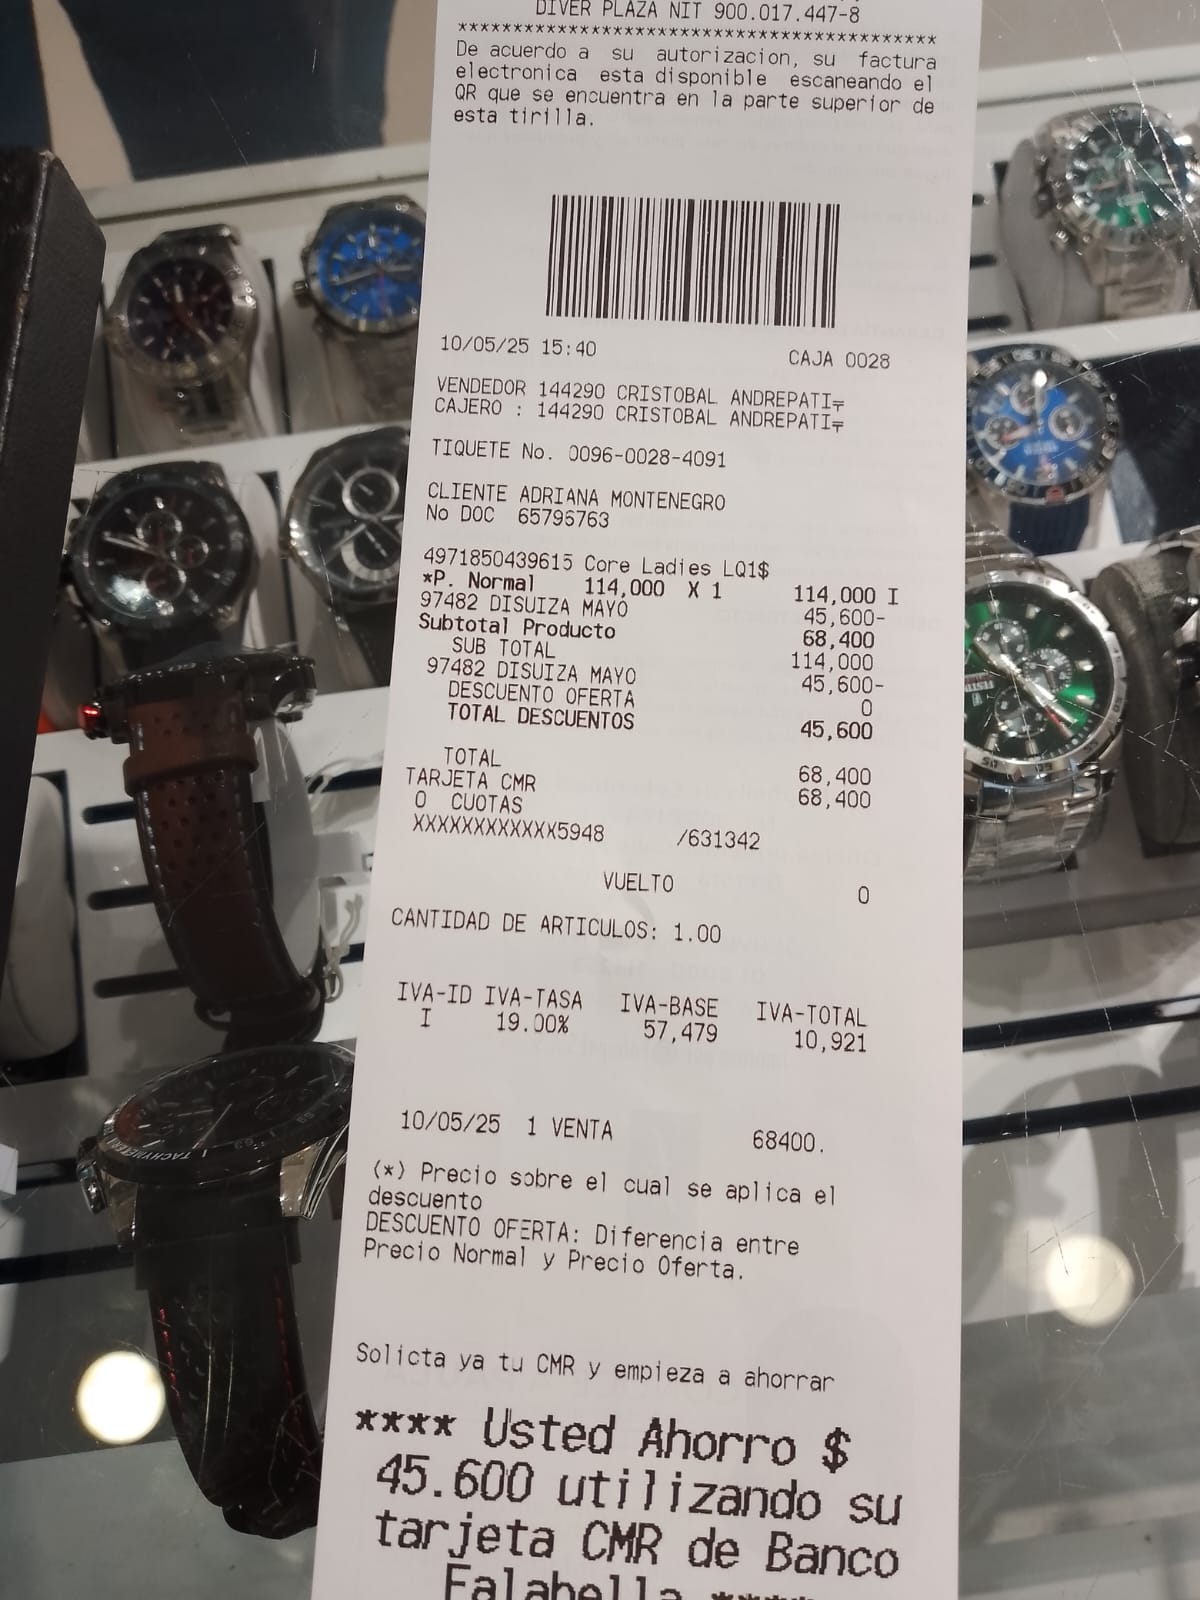 DIVER PLAZA NIT 900.017.447-8
********************************************
De acuerdo a su autorizacion, su factura
electronica esta disponible escaneando el
QR que se encuentra en la parte superior de
esta tirilla.
10/05/25 15:40 CAJA 0028
VENDEDOR 144290 CRISTOBAL ANDREPATI
CAJERO : 144290 CRISTOBAL ANDREPATI
TIQUETE No. 0096-0028-4091
CLIENTE ADRIANA MONTENEGRO
No DOC 65796763
4971850439615 Core Ladies LQ1$
*P. Normal 114,000 X 1 114,000 I
97482 DISUIZA MAYO 45,600-
Subtotal Producto 68,400
SUB TOTAL 114,000
97482 DISUIZA MAYO 45,600-
DESCUENTO OFERTA 0
TOTAL DESCUENTOS 45,600
TOTAL 68,400
TARJETA CMR 68,400
0 CUOTAS
XXXXXXXXXXXX5948 /631342
VUELTO 0
CANTIDAD DE ARTICULOS: 1.00
IVA-ID IVA-TASA IVA-BASE IVA-TOTAL
I 19.00% 57,479 10,921
10/05/25 1 VENTA 68400.
(*) Precio sobre el cual se aplica el
descuento
DESCUENTO OFERTA: Diferencia entre
Precio Normal y Precio Oferta.
Solicta ya tu CMR y empieza a ahorrar
**** Usted Ahorro $
45.600 utilizando su
tarjeta CMR de Banco
Falabella ****
TACHYMETER